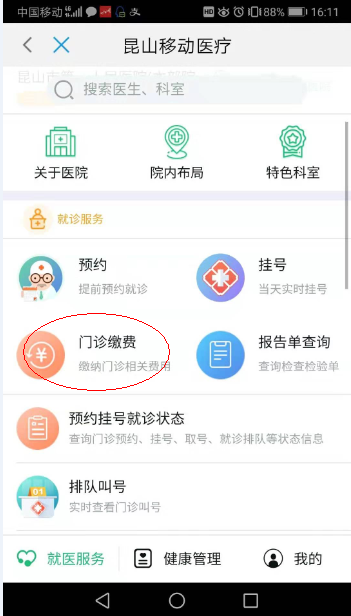 中国移动 HD 88% 16:11
昆山移动医疗
搜索医生、科室
关于医院 院内布局 特色科室
就诊服务
预约 挂号
提前预约就诊 当天实时挂号
门诊缴费 报告单查询
缴纳门诊相关费用 查询检查检验单
预约挂号就诊状态
查询门诊预约、挂号、取号、就诊排队等状态信息
01
排队叫号
实时查看门诊叫号
就医服务 健康管理 我的